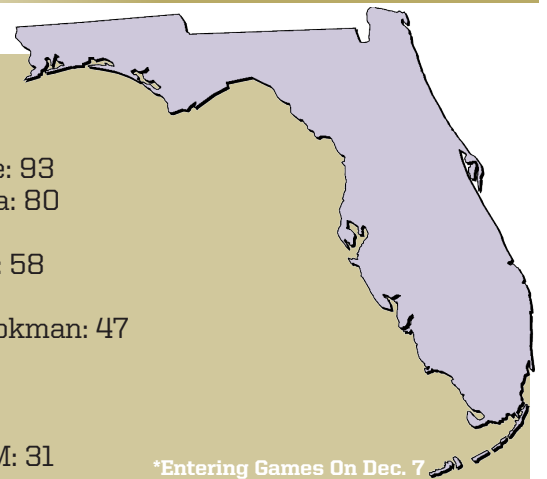 e: 93
a: 80
: 58
okman: 47
M: 31
*Entering Games On Dec. 7